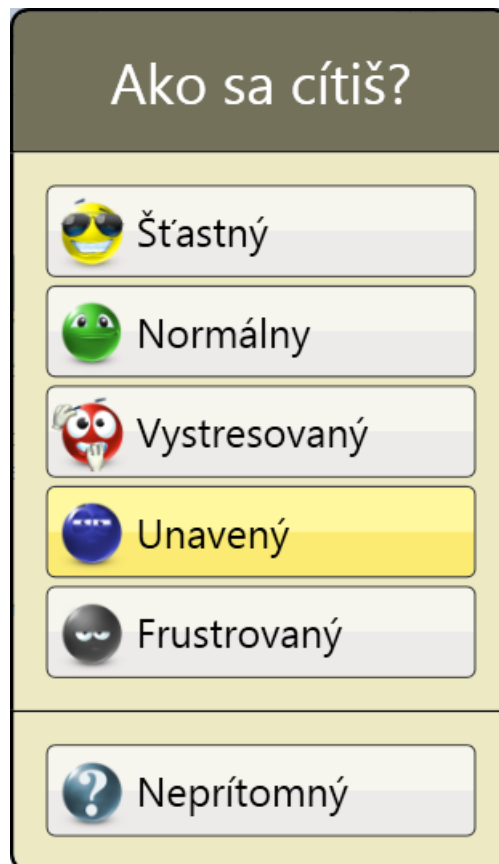 Ako sa cítiš?
Šťastný
Normálny
Vystresovaný
Unavený
Frustrovaný
Neprítomný